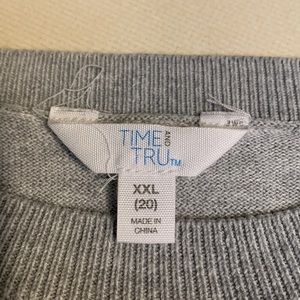 TIME AND
TRU™
XXL
(20)
MADE IN
CHINA